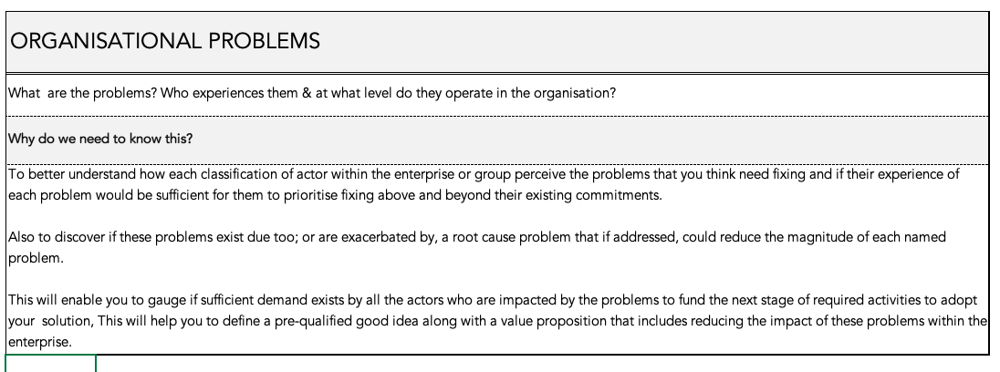 ORGANISATIONAL PROBLEMS
What  are the problems? Who experiences them & at what level do they operate in the organisation?
Why do we need to know this?
To better understand how each classification of actor within the enterprise or group perceive the problems that you think need fixing and if their experience of
each problem would be sufficient for them to prioritise fixing above and beyond their existing commitments.
Also to discover if these problems exist due too; or are exacerbated by, a root cause problem that if addressed, could reduce the magnitude of each named
problem.
This will enable you to gauge if sufficient demand exists by all the actors who are impacted by the problems to fund the next stage of required activities to adopt
your  solution, This will help you to define a pre-qualified good idea along with a value proposition that includes reducing the impact of these problems within the
enterprise.